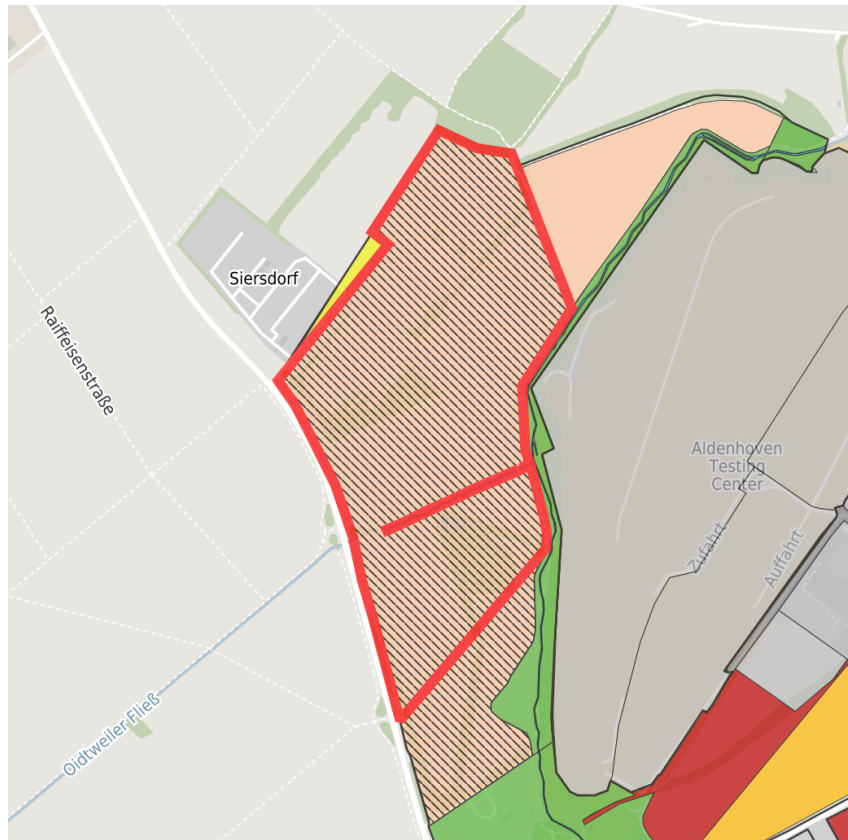 Siersdorf
Raiffeisenstraße
Aldenhoven
Testing
Center
Zufahrt
Auffahrt
Oidtweiler Fließ